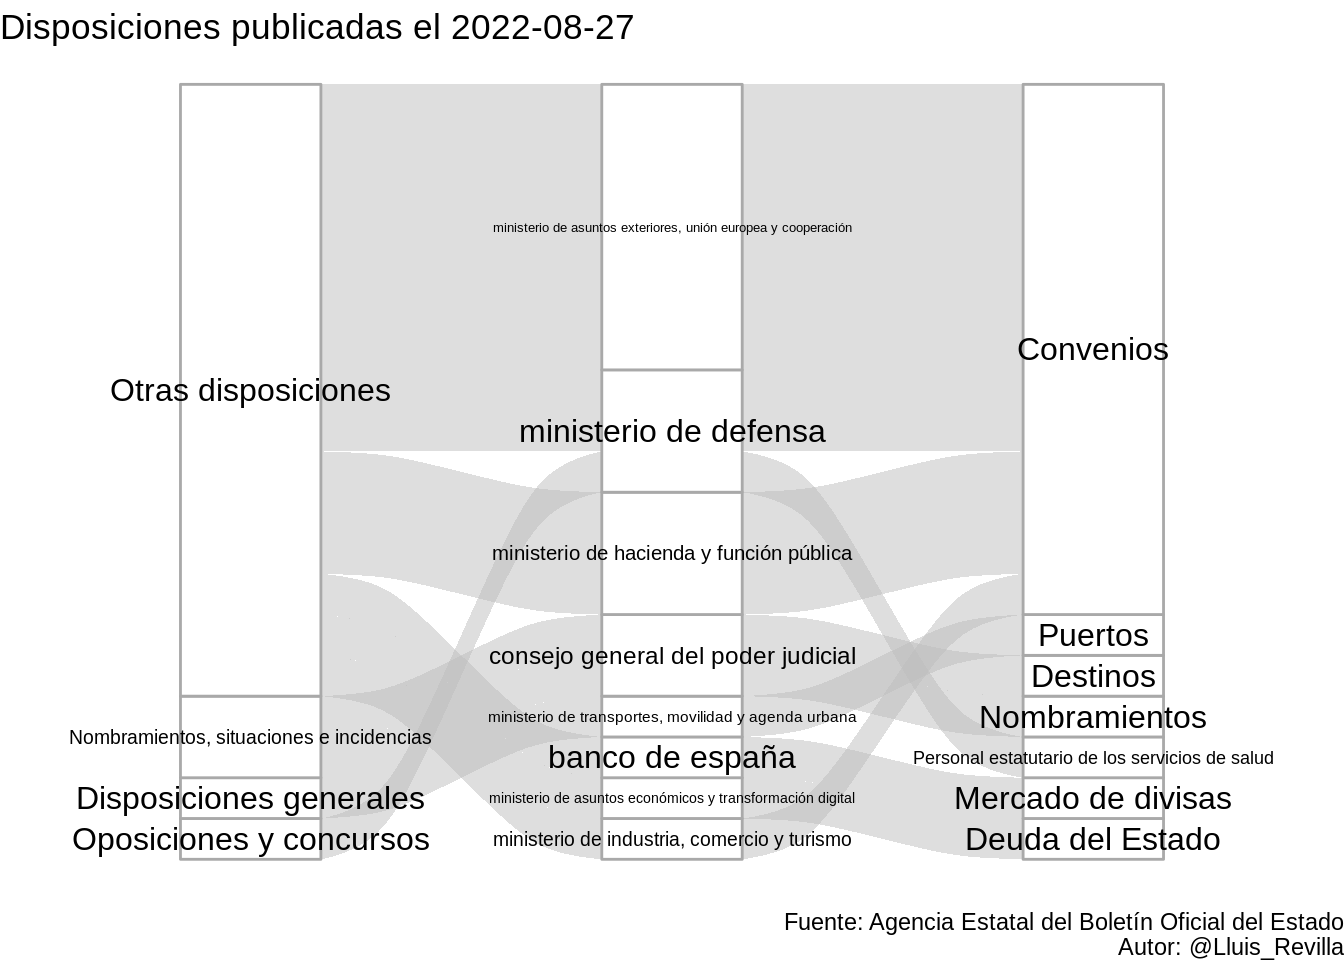 Disposiciones publicadas el 2022-08-27
Otras disposiciones
Nombramientos, situaciones e incidencias
Disposiciones generales
Oposiciones y concursos
ministerio de asuntos exteriores, unión europea y cooperación
ministerio de defensa
ministerio de hacienda y función pública
consejo general del poder judicial
ministerio de transportes, movilidad y agenda urbana
banco de españa
ministerio de asuntos económicos y transformación digital
ministerio de industria, comercio y turismo
Convenios
Puertos
Destinos
Nombramientos
Personal estatutario de los servicios de salud
Mercado de divisas
Deuda del Estado
Fuente: Agencia Estatal del Boletín Oficial del Estado
Autor: @Lluis_Revilla